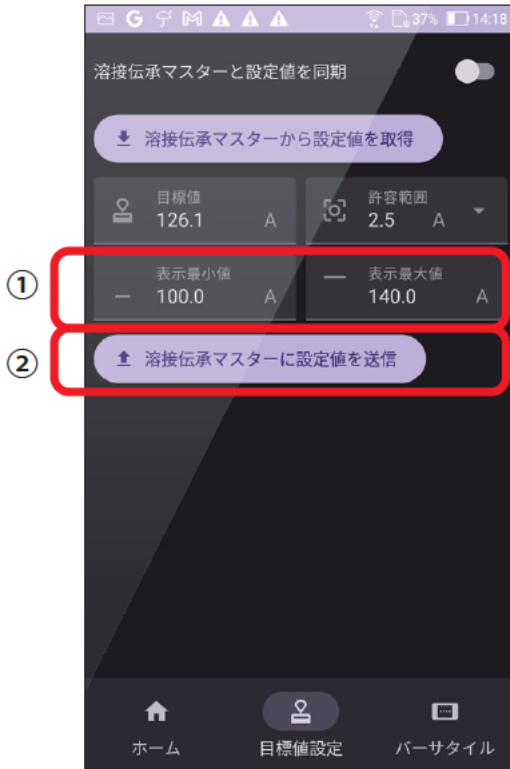 37% 14:18
溶接伝承マスターと設定値を同期
溶接伝承マスターから設定値を取得
目標値 許容範囲
126.1 A 2.5 A
① 表示最小値 表示最大値
100.0 A 140.0 A
② 溶接伝承マスターに設定値を送信
ホーム 目標値設定 バーサタイル